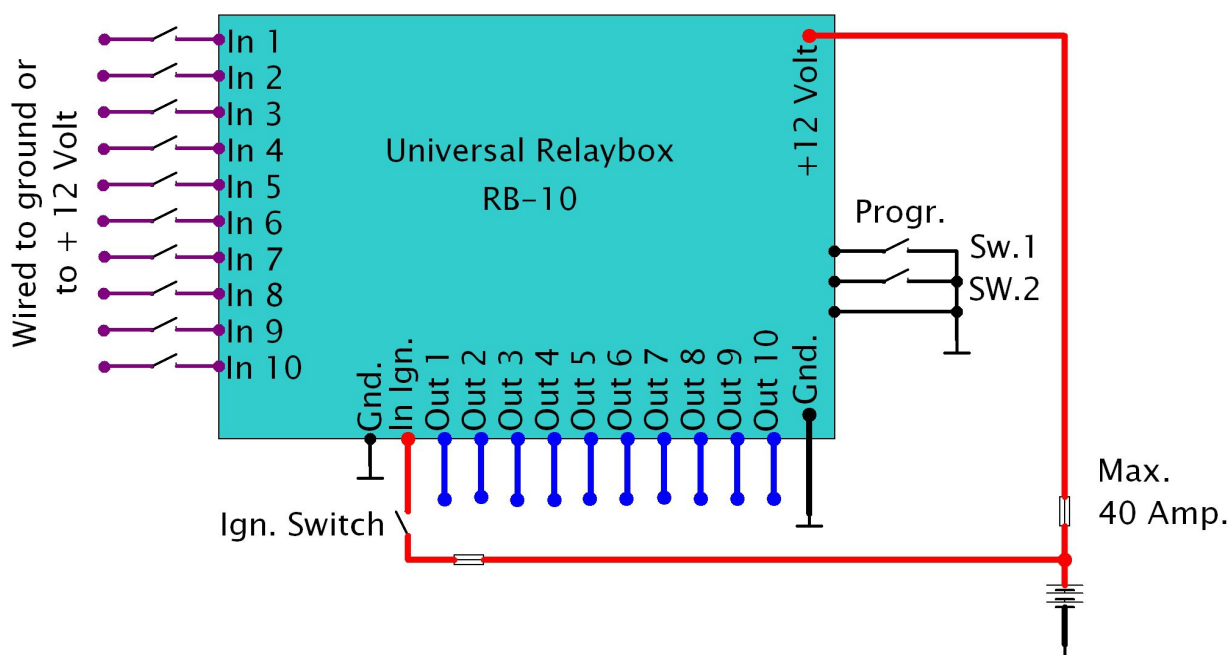 In 1
In 2
In 3
In 4
In 5
In 6
In 7
In 8
In 9
In 10
Wired to ground or
to + 12 Volt
Universal Relaybox
RB-10
+12 Volt
Progr.
Sw.1
SW.2
Gnd.
In Ign.
Out 1
Out 2
Out 3
Out 4
Out 5
Out 6
Out 7
Out 8
Out 9
Out 10
Gnd.
Ign. Switch
Max.
40 Amp.